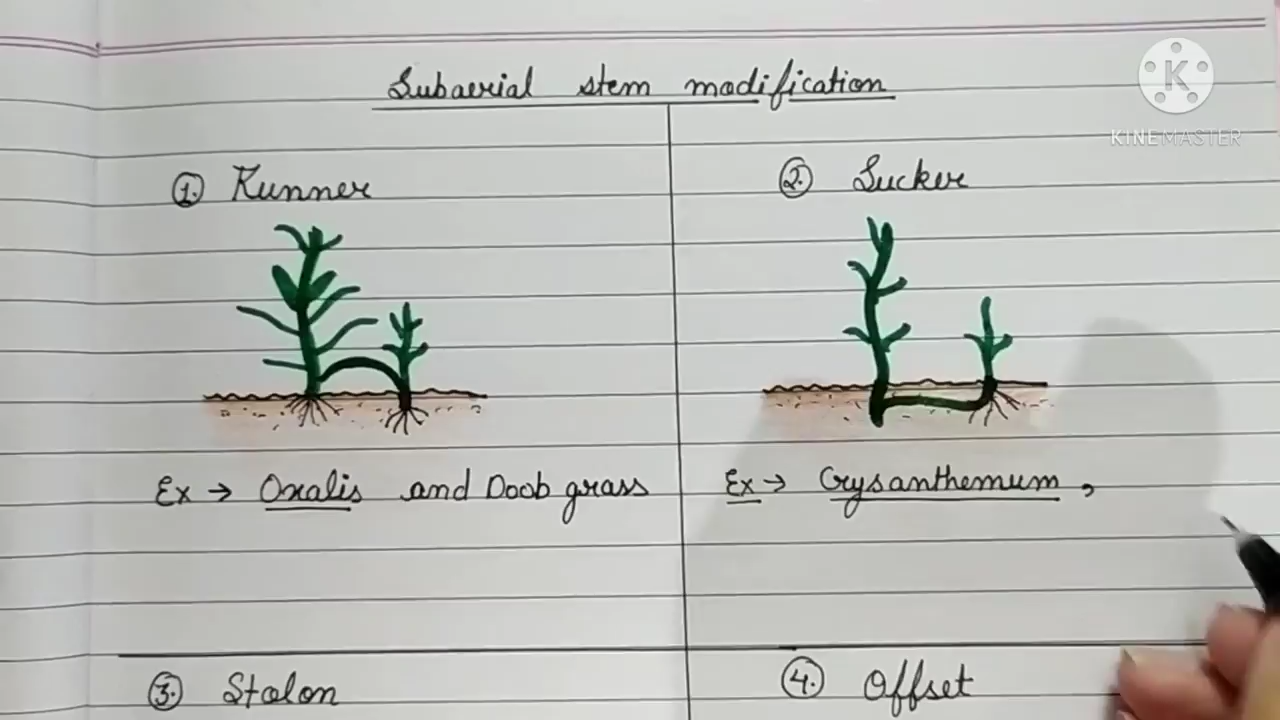 Subaerial stem modification
K
KINEMASTER
1. Runner
2. Sucker
Ex → Oxalis and Doob grass
Ex → Crysanthemum,
3. Stolon
4. Offset